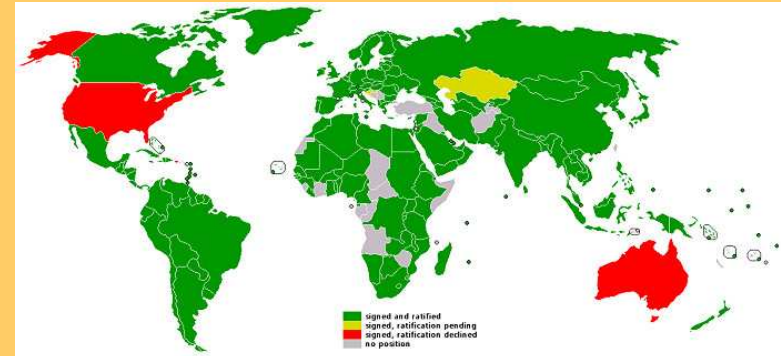 signed and ratified
signed, ratification pending
signed, ratification declined
no position